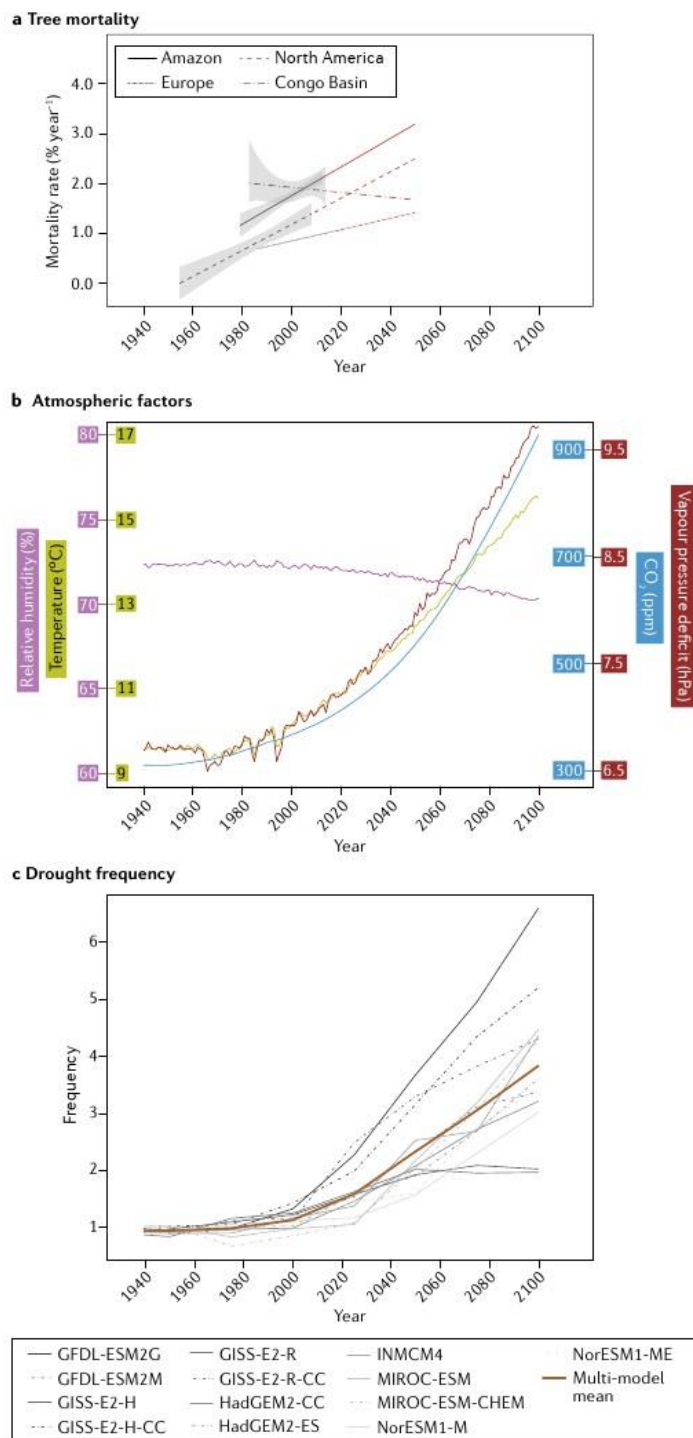 a Tree mortality
Amazon North America
Europe Congo Basin
4.0
3.0
2.0
1.0
0.0
Mortality rate (% year⁻¹)
1940 1960 1980 2000 2020 2040 2060 2080 2100
Year
b Atmospheric factors
80 17
75 15
70 13
65 11
60 9
Relative humidity (%)
Temperature (°C)
900 9.5
700 8.5
500 7.5
300 6.5
CO₂ (ppm)
Vapour pressure deficit (hPa)
1940 1960 1980 2000 2020 2040 2060 2080 2100
Year
c Drought frequency
6
5
4
3
2
1
Frequency
1940 1960 1980 2000 2020 2040 2060 2080 2100
Year
GFDL-ESM2G GISS-E2-R INMCM4 NorESM1-ME
GFDL-ESM2M GISS-E2-R-CC MIROC-ESM Multi-model
GISS-E2-H HadGEM2-CC MIROC-ESM-CHEM mean
GISS-E2-H-CC HadGEM2-ES NorESM1-M